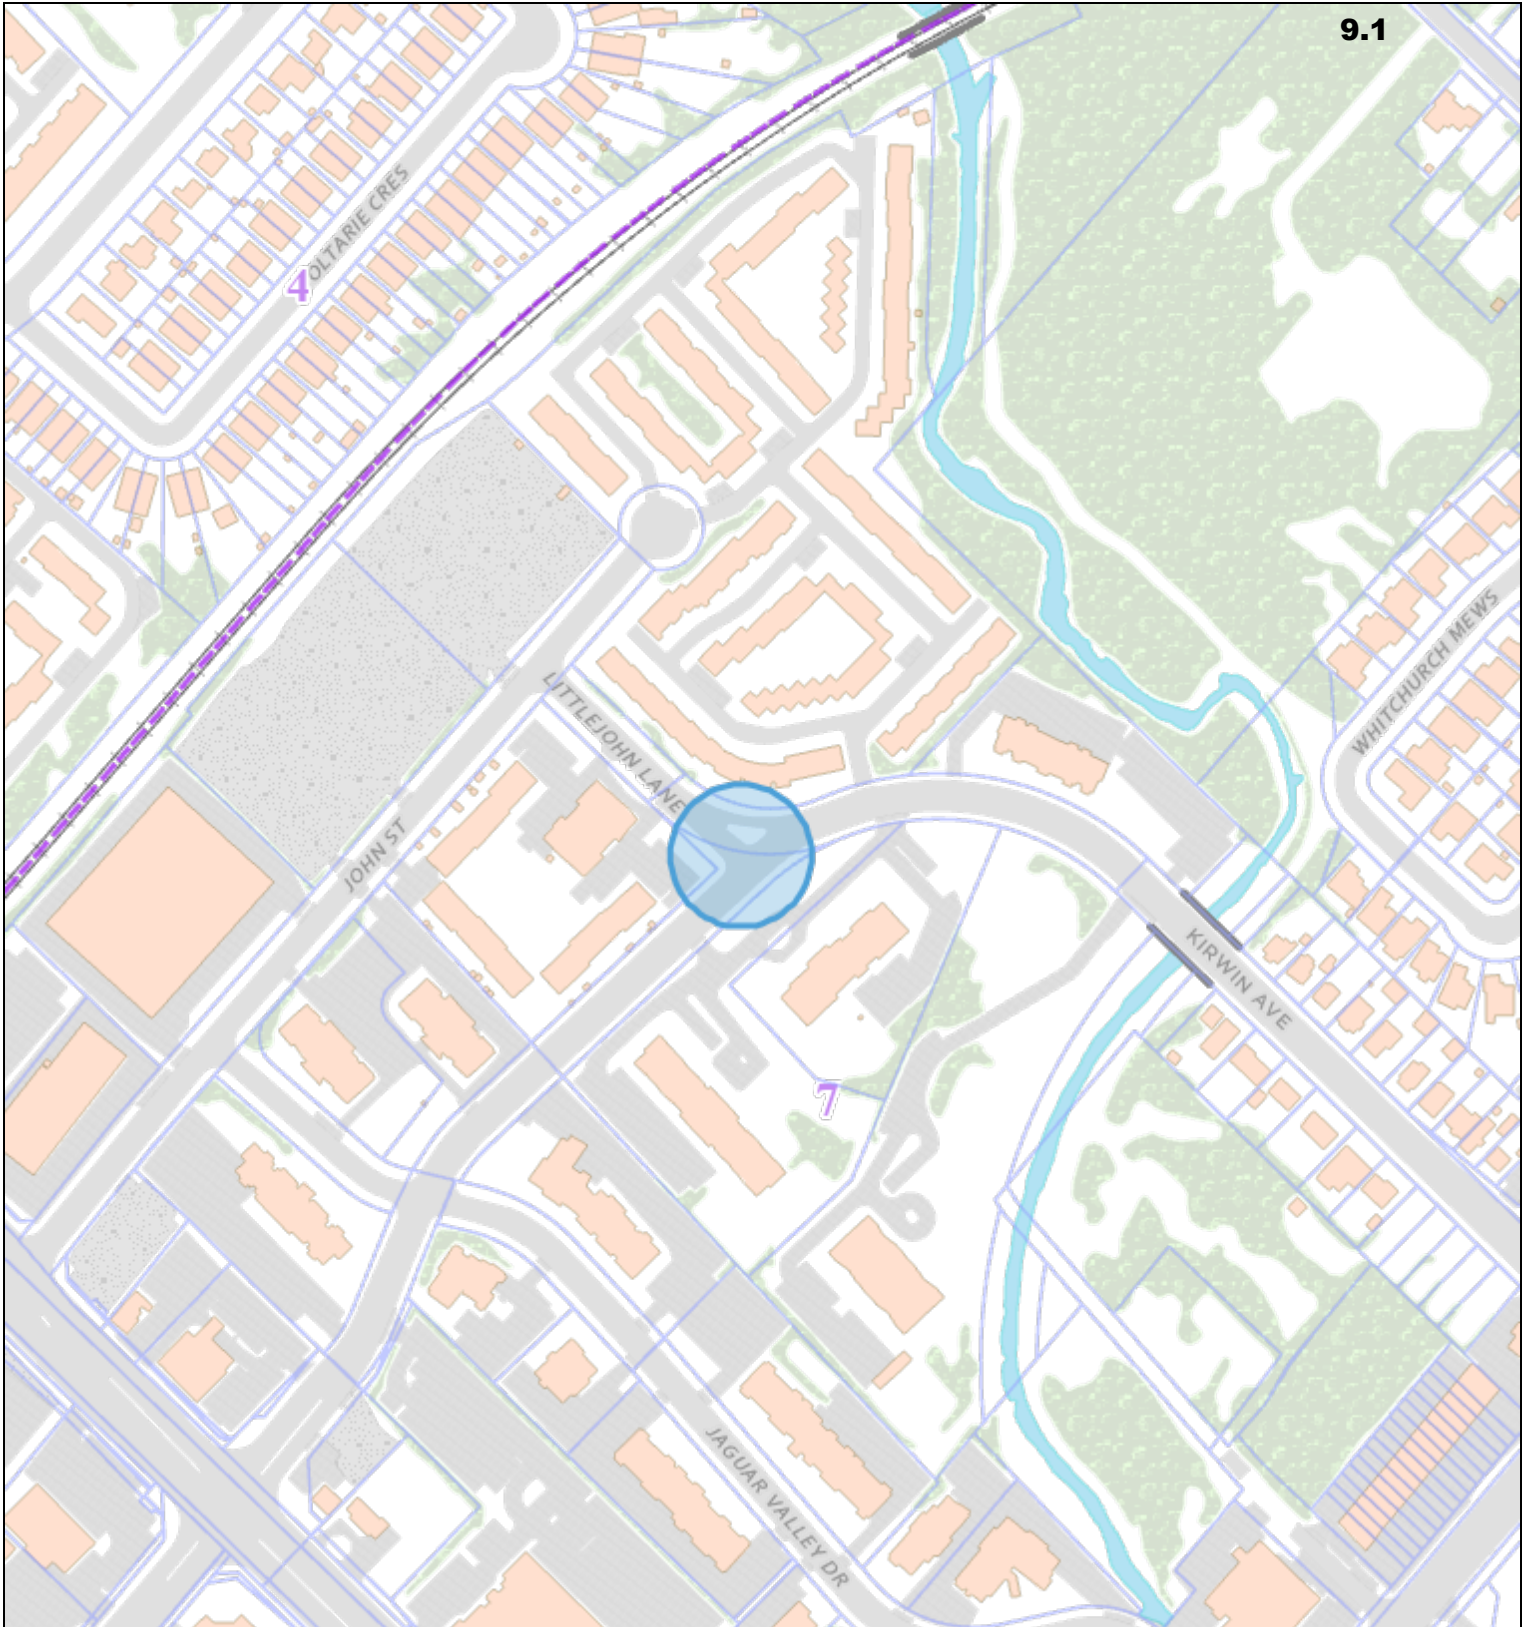 9.1
OLTARIE CRES
4
LITTLEJOHN LANE
WHITCHURCH MEWS
JOHN ST
KIRWIN AVE
7
JAGUAR VALLEY DR